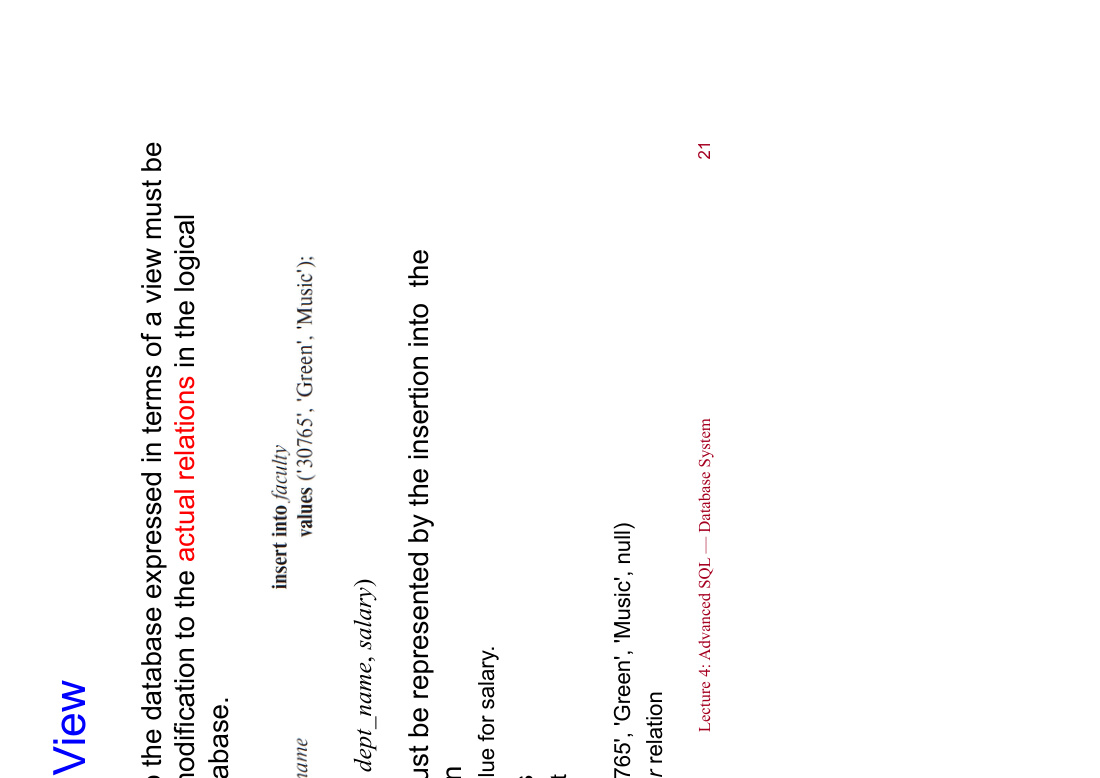 View
the database expressed in terms of a view must be
modification to the actual relations in the logical
abase.
insert into faculty
values ('30765', 'Green', 'Music');
name
dept_name, salary)
ust be represented by the insertion into the
n
lue for salary.
s
t
765', 'Green', 'Music', null)
r relation
Lecture 4: Advanced SQL — Database System
21